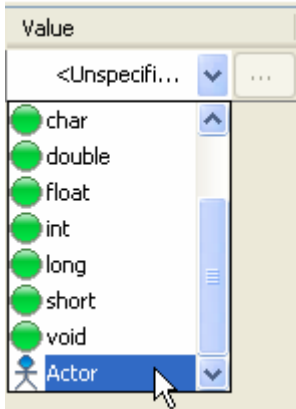 Value
<Unspecifi...
...
char
double
float
int
long
short
void
Actor